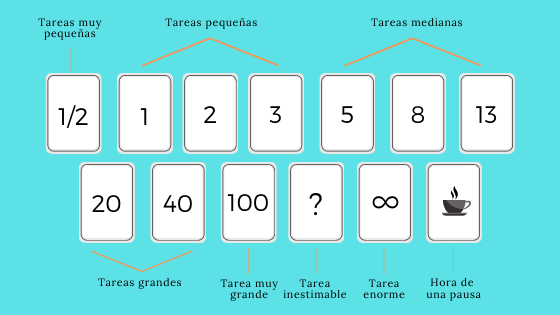 Tareas muy
pequeñas
Tareas pequeñas
Tareas medianas
1/2
1
2
3
5
8
13
20
40
100
?
∞
Tareas grandes
Tarea muy
grande
Tarea
inestimable
Tarea
enorme
Hora de
una pausa